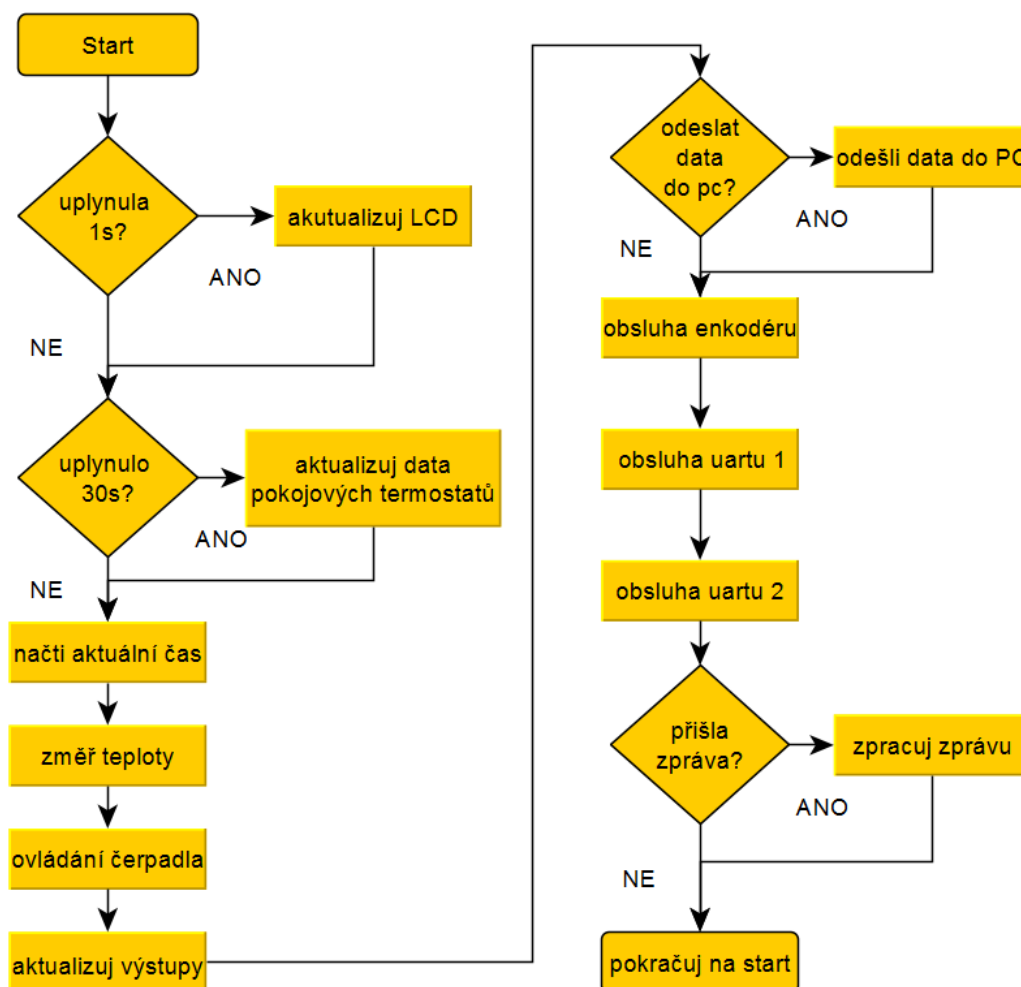 Start
uplynula
1s?
akutualizuj LCD
ANO
NE
uplynulo
30s?
aktualizuj data
pokojových termostatů
ANO
NE
načti aktuální čas
změř teploty
ovládání čerpadla
aktualizuj výstupy
odeslat
data
do pc?
odešli data do PC
ANO
NE
obsluha enkodéru
obsluha uartu 1
obsluha uartu 2
přišla
zpráva?
zpracuj zprávu
ANO
NE
pokračuj na start